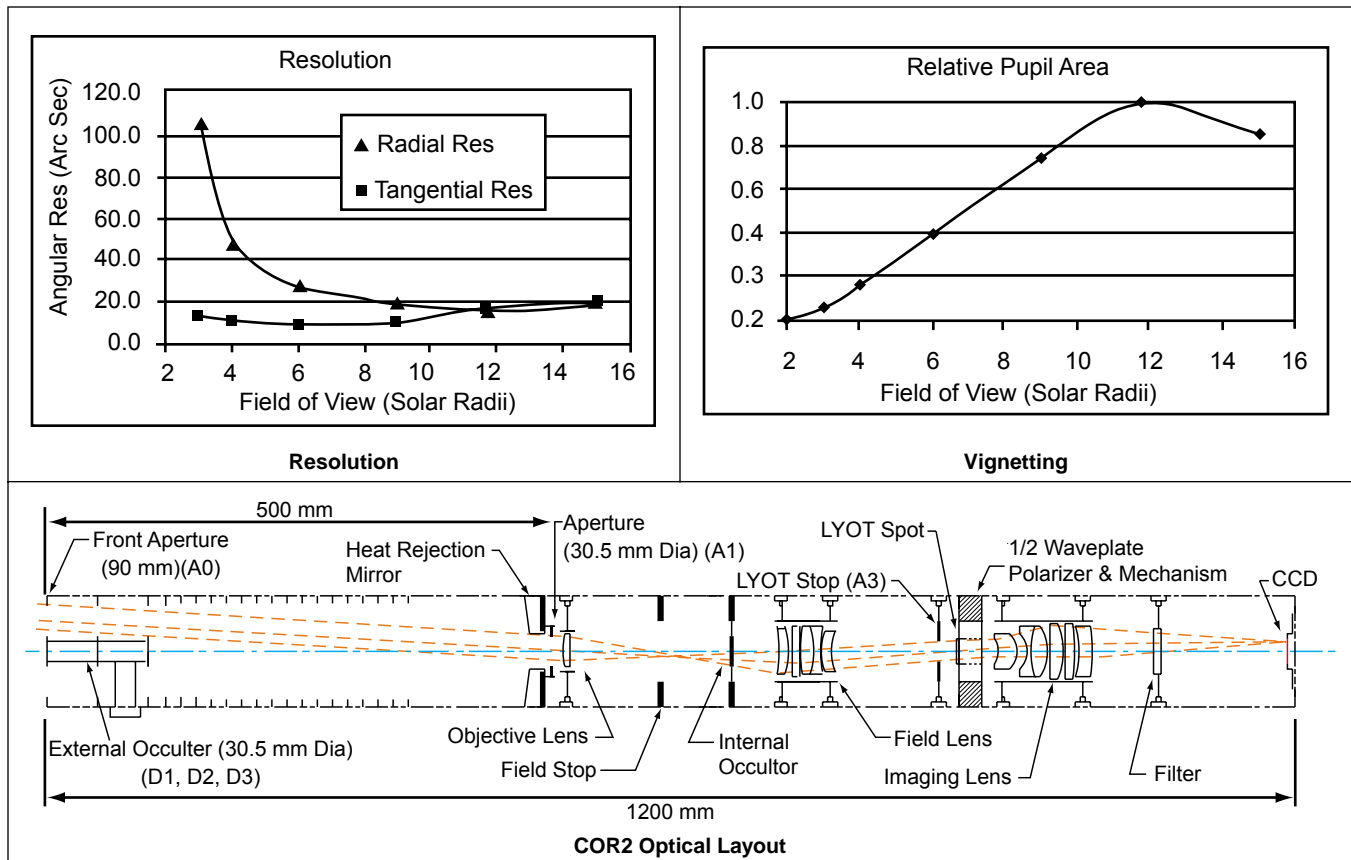 Resolution
120.0
100.0
80.0
60.0
40.0
20.0
0.0
Angular Res (Arc Sec)
Radial Res
Tangential Res
2 4 6 8 10 12 14 16
Field of View (Solar Radii)
Resolution
Relative Pupil Area
1.0
0.8
0.6
0.4
0.3
0.2
2 4 6 8 10 12 14 16
Field of View (Solar Radii)
Vignetting
500 mm
Front Aperture
(90 mm)(A0)
Heat Rejection
Mirror
Aperture
(30.5 mm Dia) (A1)
LYOT Spot
LYOT Stop (A3)
1/2 Waveplate
Polarizer & Mechanism
CCD
External Occulter (30.5 mm Dia)
(D1, D2, D3)
Objective Lens
Field Stop
Internal
Occultor
Field Lens
Imaging Lens
Filter
1200 mm
COR2 Optical Layout